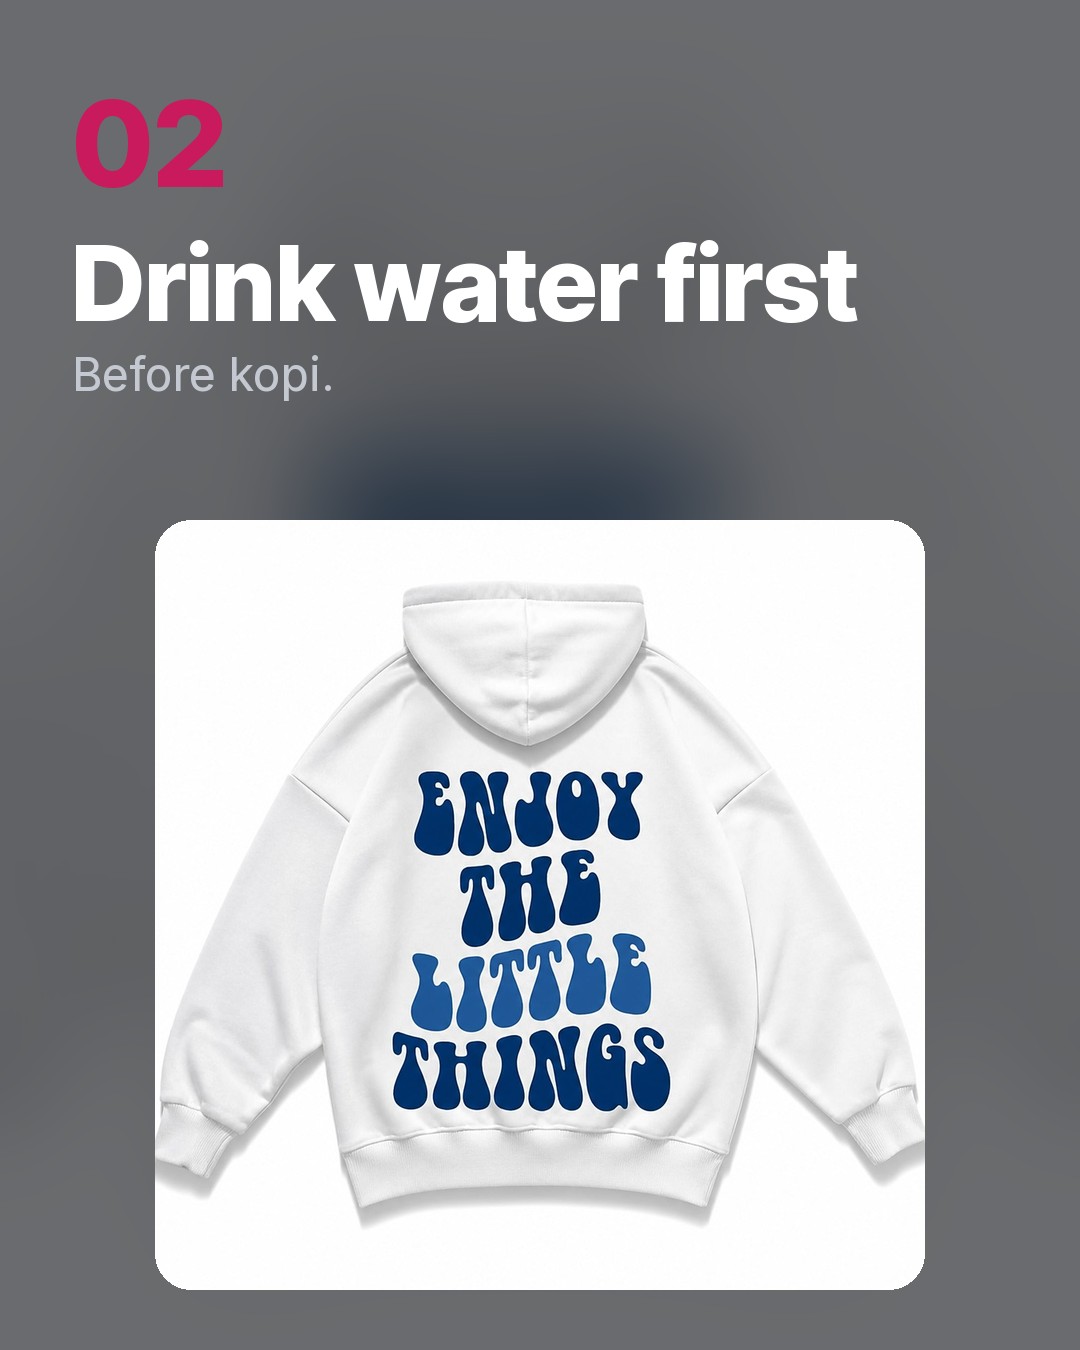 02
Drink water first
Before kopi.
ENJOY
THE
LITTLE
THINGS